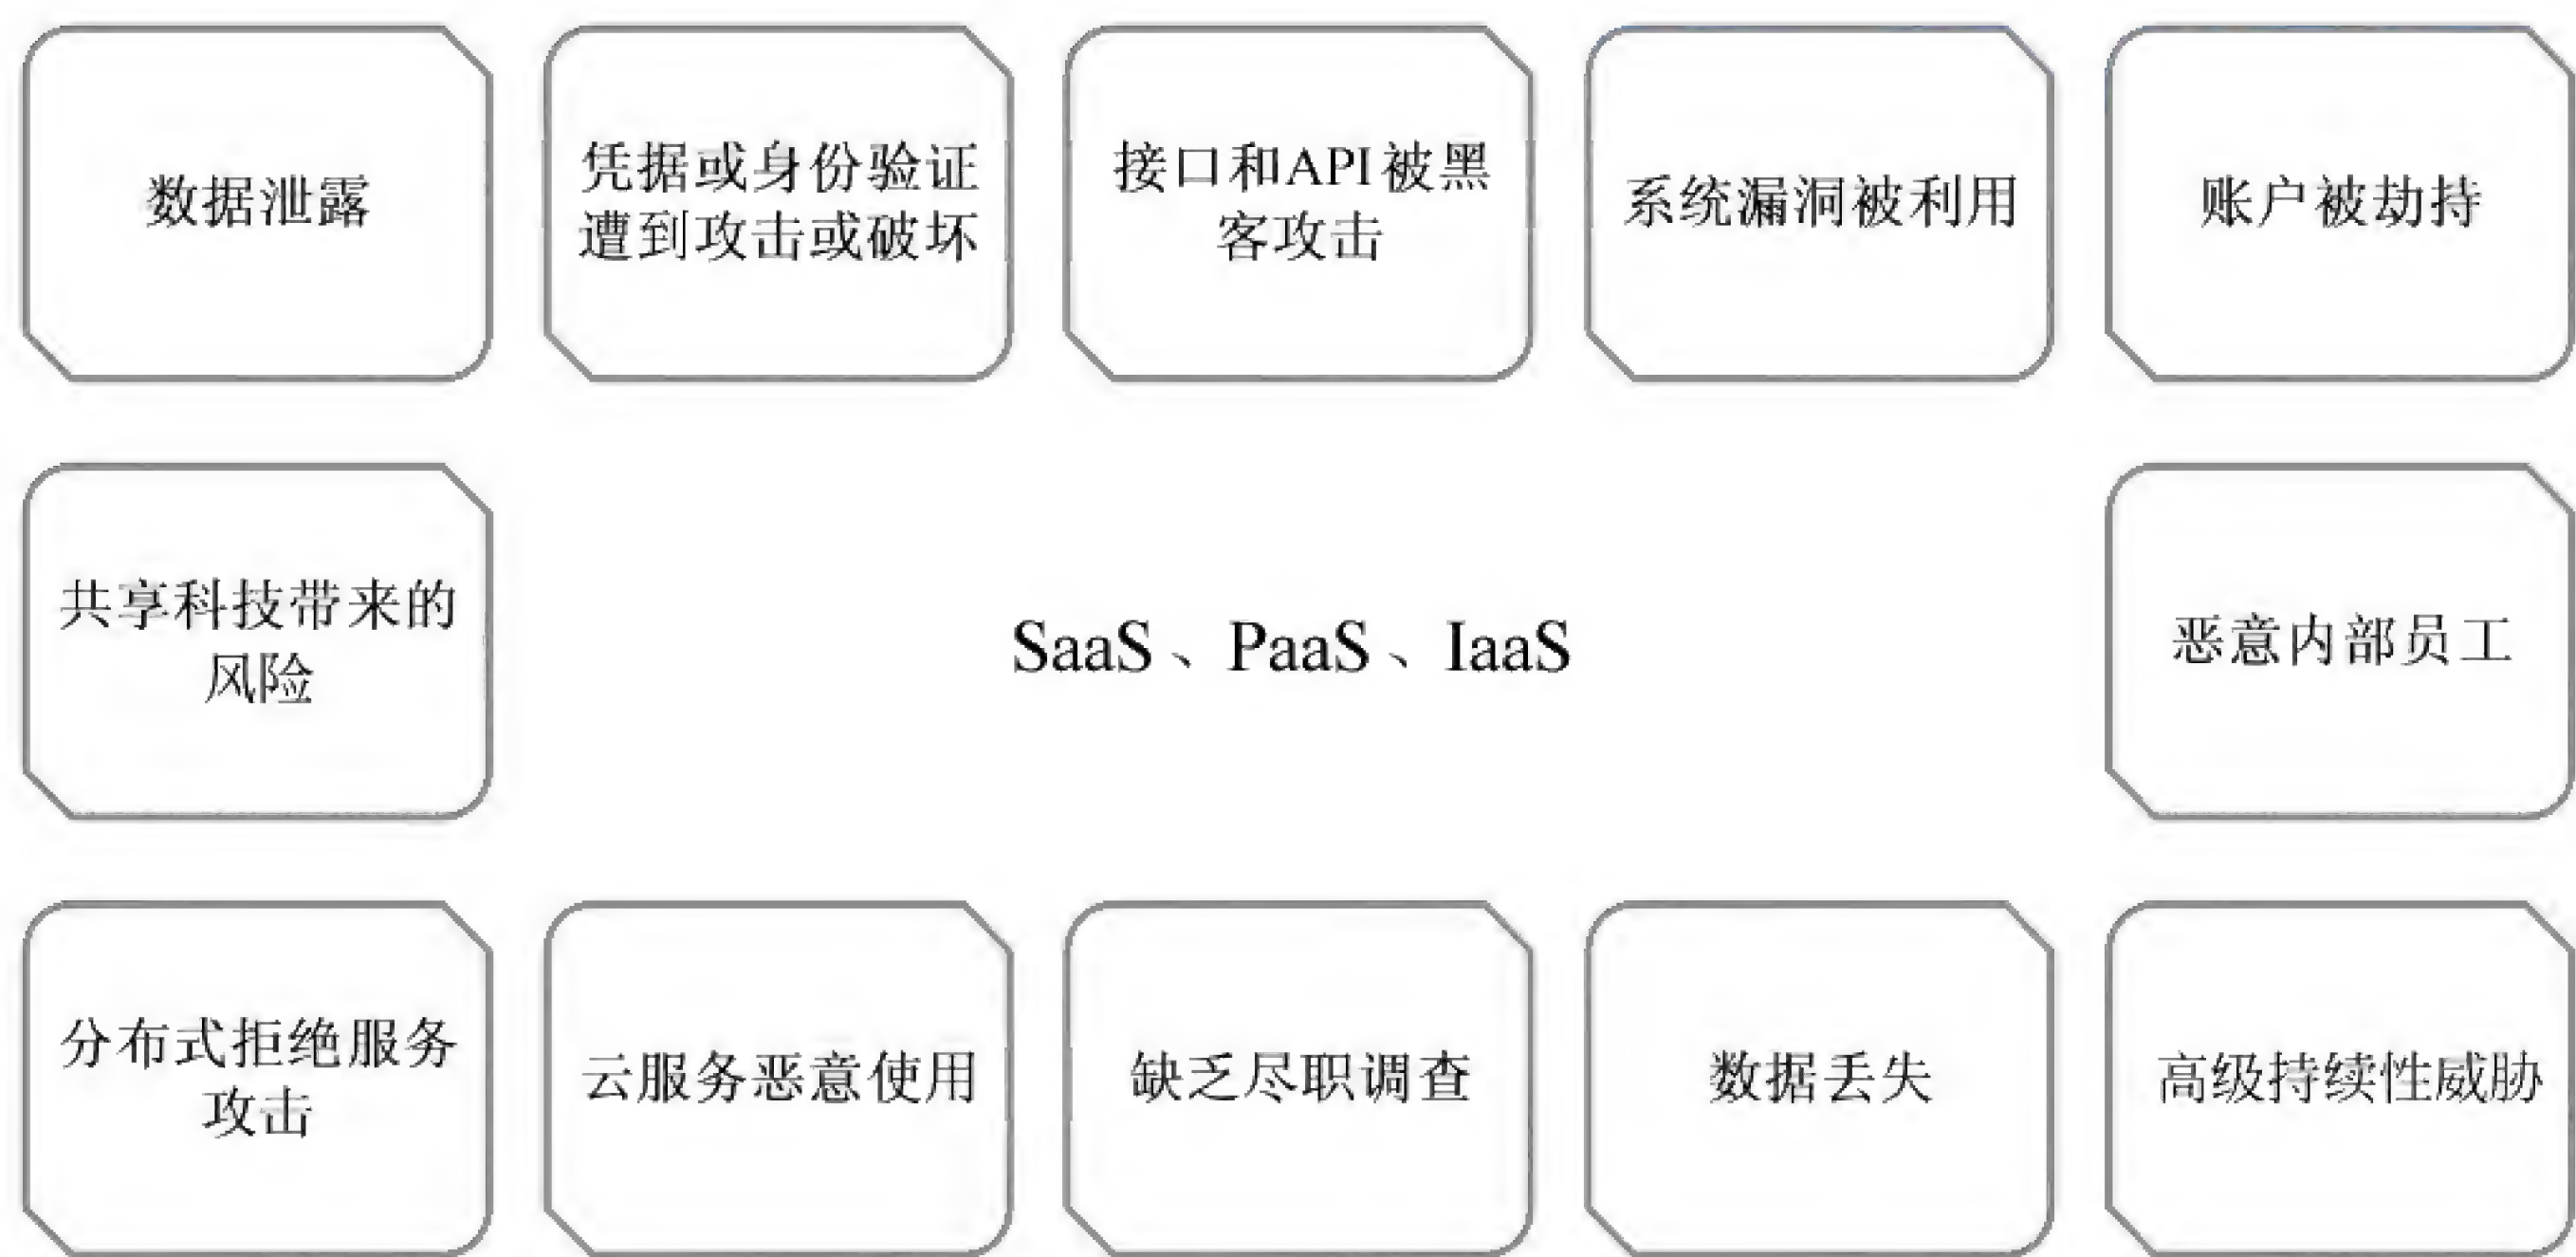 数据泄露
凭据或身份验证
遭到攻击或破坏
接口和API被黑
客攻击
系统漏洞被利用
账户被劫持
共享科技带来的
风险
SaaS、PaaS、IaaS
恶意内部员工
分布式拒绝服务
攻击
云服务恶意使用
缺乏尽职调查
数据丢失
高级持续性威胁